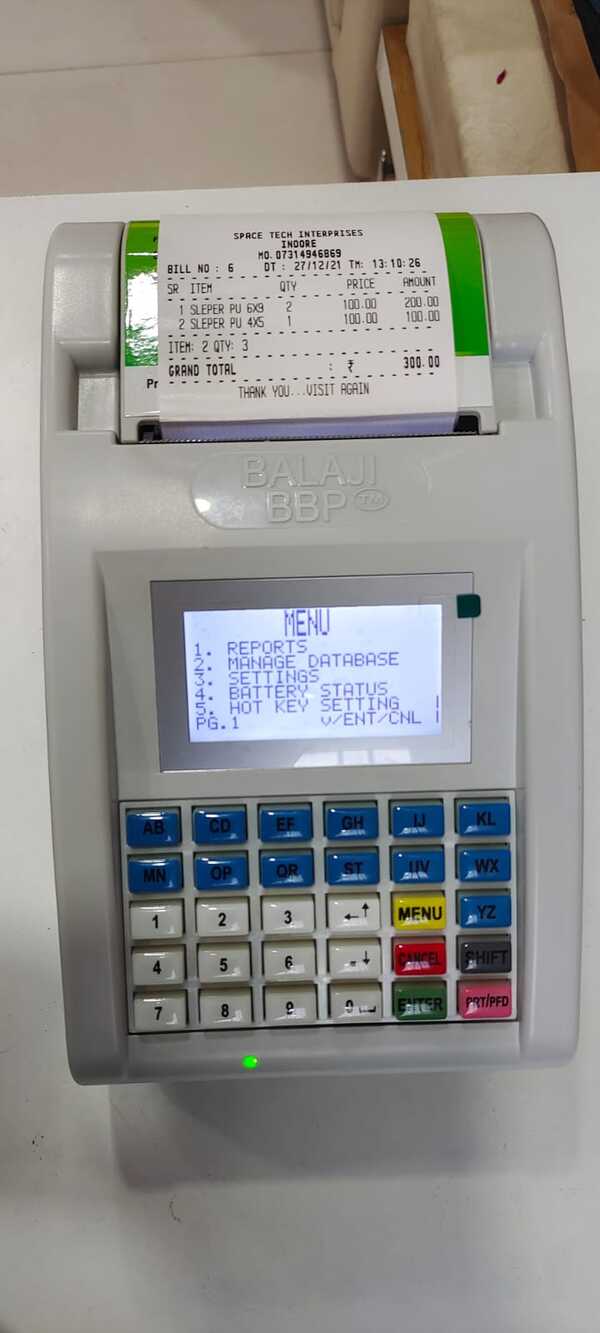 SPACE TECH INTERPRISES
INDORE
MO.07314946869
BILL NO : 6 DT : 27/12/21 TM: 13:10:26
SR ITEM QTY PRICE AMOUNT
1 SLEPER PU 6X9 2 100.00 200.00
2 SLEPER PU 4X5 1 100.00 100.00
ITEM: 2 QTY: 3
GRAND TOTAL : ₹ 300.00
THANK YOU...VISIT AGAIN
Pr
BALAJI
BBP TM
MENU
1. REPORTS
2. MANAGE DATABASE
3. SETTINGS
4. BATTERY STATUS
5. HOT KEY SETTING
PG.1 v/ENT/CNL
AB CD EF GH IJ KL
MN OP QR ST UV WX
1 2 3 ←↑ MENU YZ
4 5 6 .↓ CANCEL SHIFT
7 8 9 0 ENTER PRT/PFD